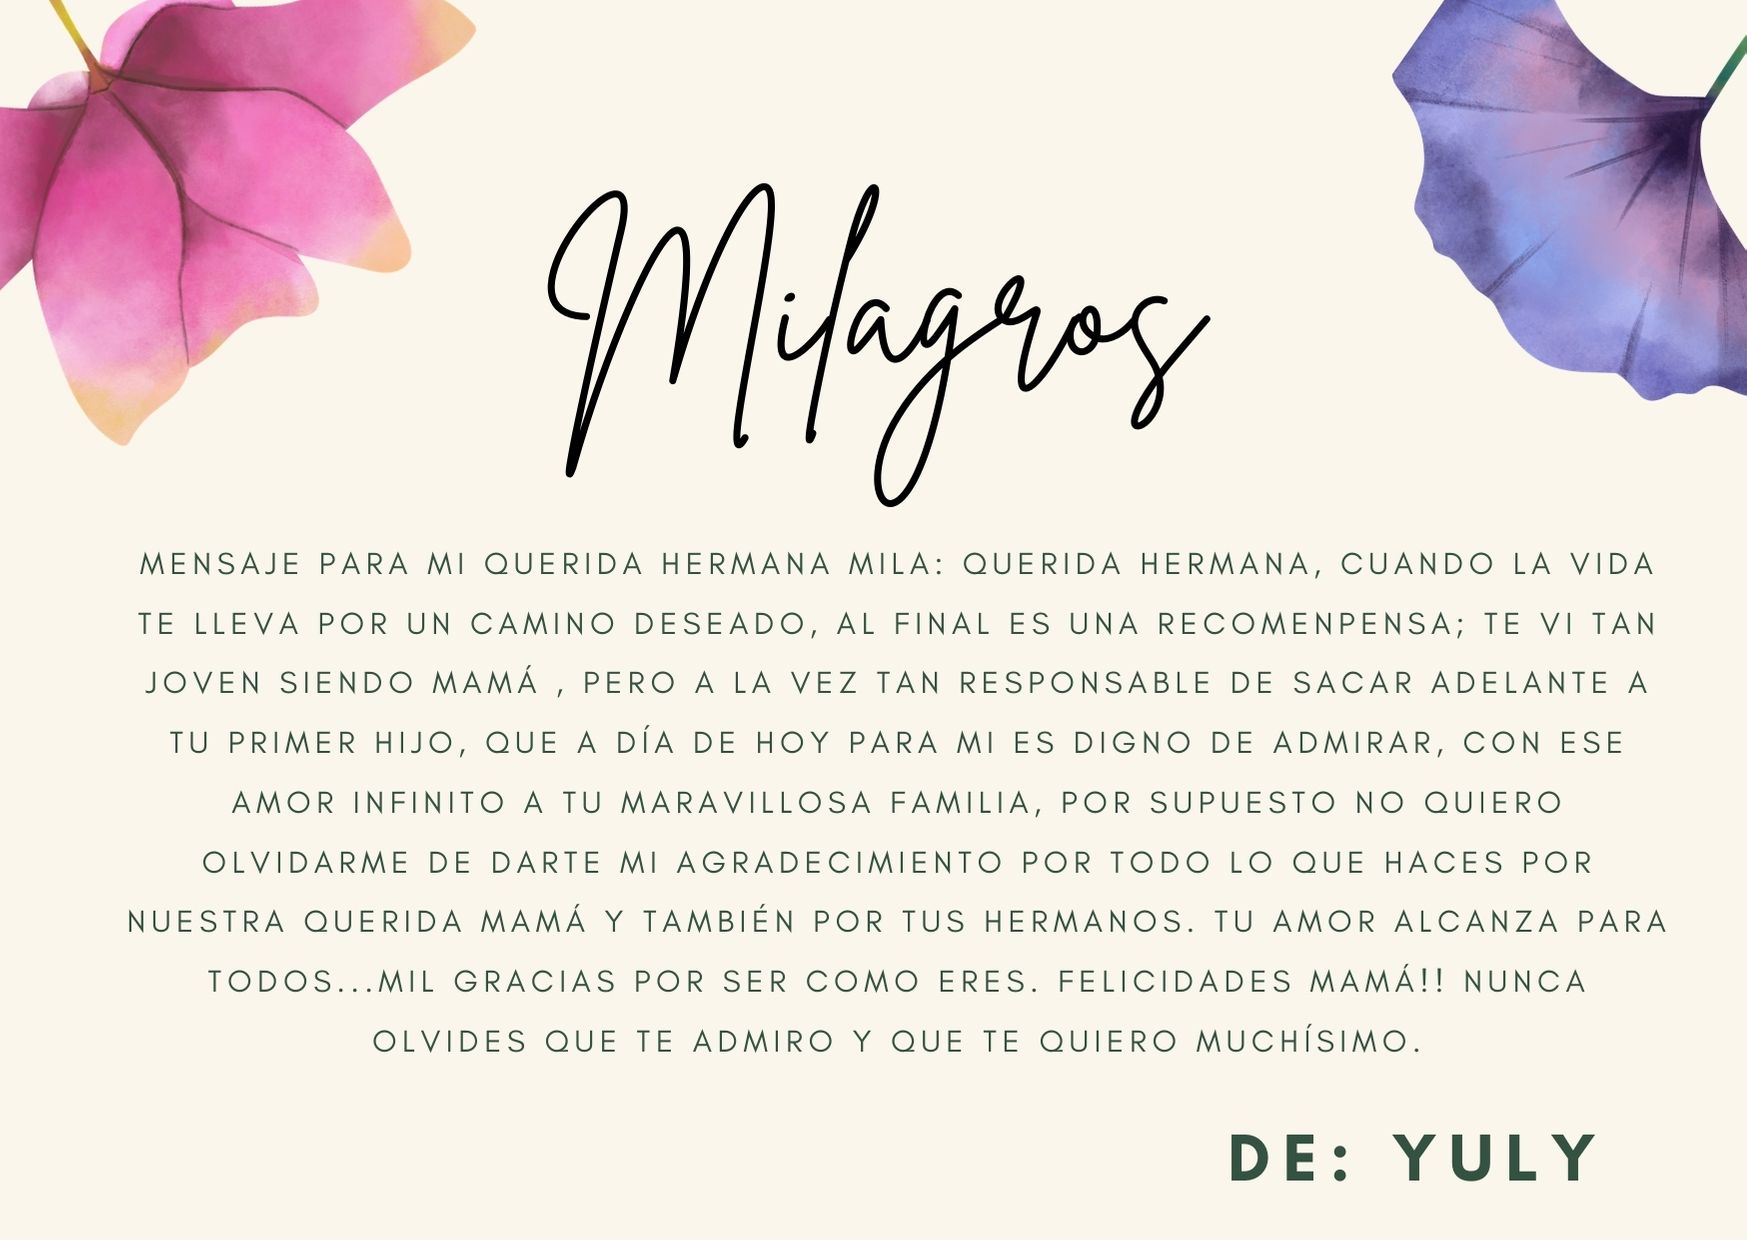 Milagros
MENSAJE PARA MI QUERIDA HERMANA MILA: QUERIDA HERMANA, CUANDO LA VIDA
TE LLEVA POR UN CAMINO DESEADO, AL FINAL ES UNA RECOMENPENSA; TE VI TAN
JOVEN SIENDO MAMÁ , PERO A LA VEZ TAN RESPONSABLE DE SACAR ADELANTE A
TU PRIMER HIJO, QUE A DÍA DE HOY PARA MI ES DIGNO DE ADMIRAR, CON ESE
AMOR INFINITO A TU MARAVILLOSA FAMILIA, POR SUPUESTO NO QUIERO
OLVIDARME DE DARTE MI AGRADECIMIENTO POR TODO LO QUE HACES POR
NUESTRA QUERIDA MAMÁ Y TAMBIÉN POR TUS HERMANOS. TU AMOR ALCANZA PARA
TODOS...MIL GRACIAS POR SER COMO ERES. FELICIDADES MAMÁ!! NUNCA
OLVIDES QUE TE ADMIRO Y QUE TE QUIERO MUCHÍSIMO.
DE: YULY